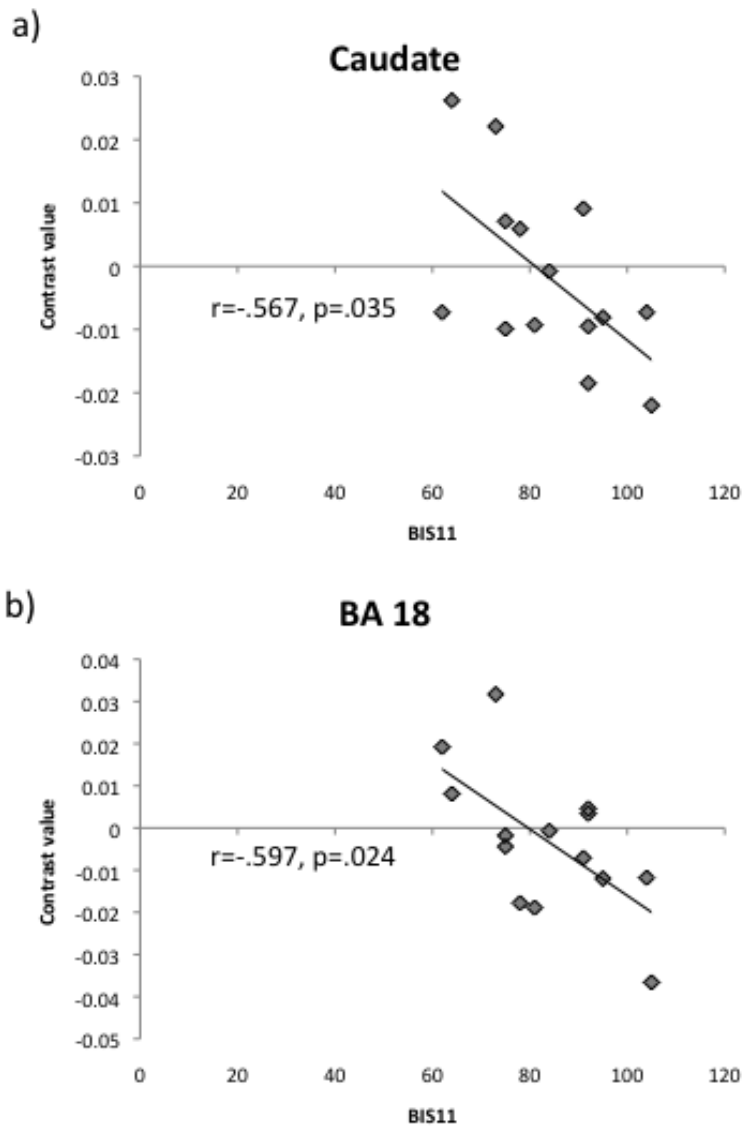 a)
Caudate
0.03
0.02
0.01
0
-0.01
-0.02
-0.03
Contrast value
r=-.567, p=.035
0 20 40 60 80 100 120
BIS11
b)
BA 18
0.04
0.03
0.02
0.01
0
-0.01
-0.02
-0.03
-0.04
-0.05
Contrast value
r=-.597, p=.024
0 20 40 60 80 100 120
BIS11